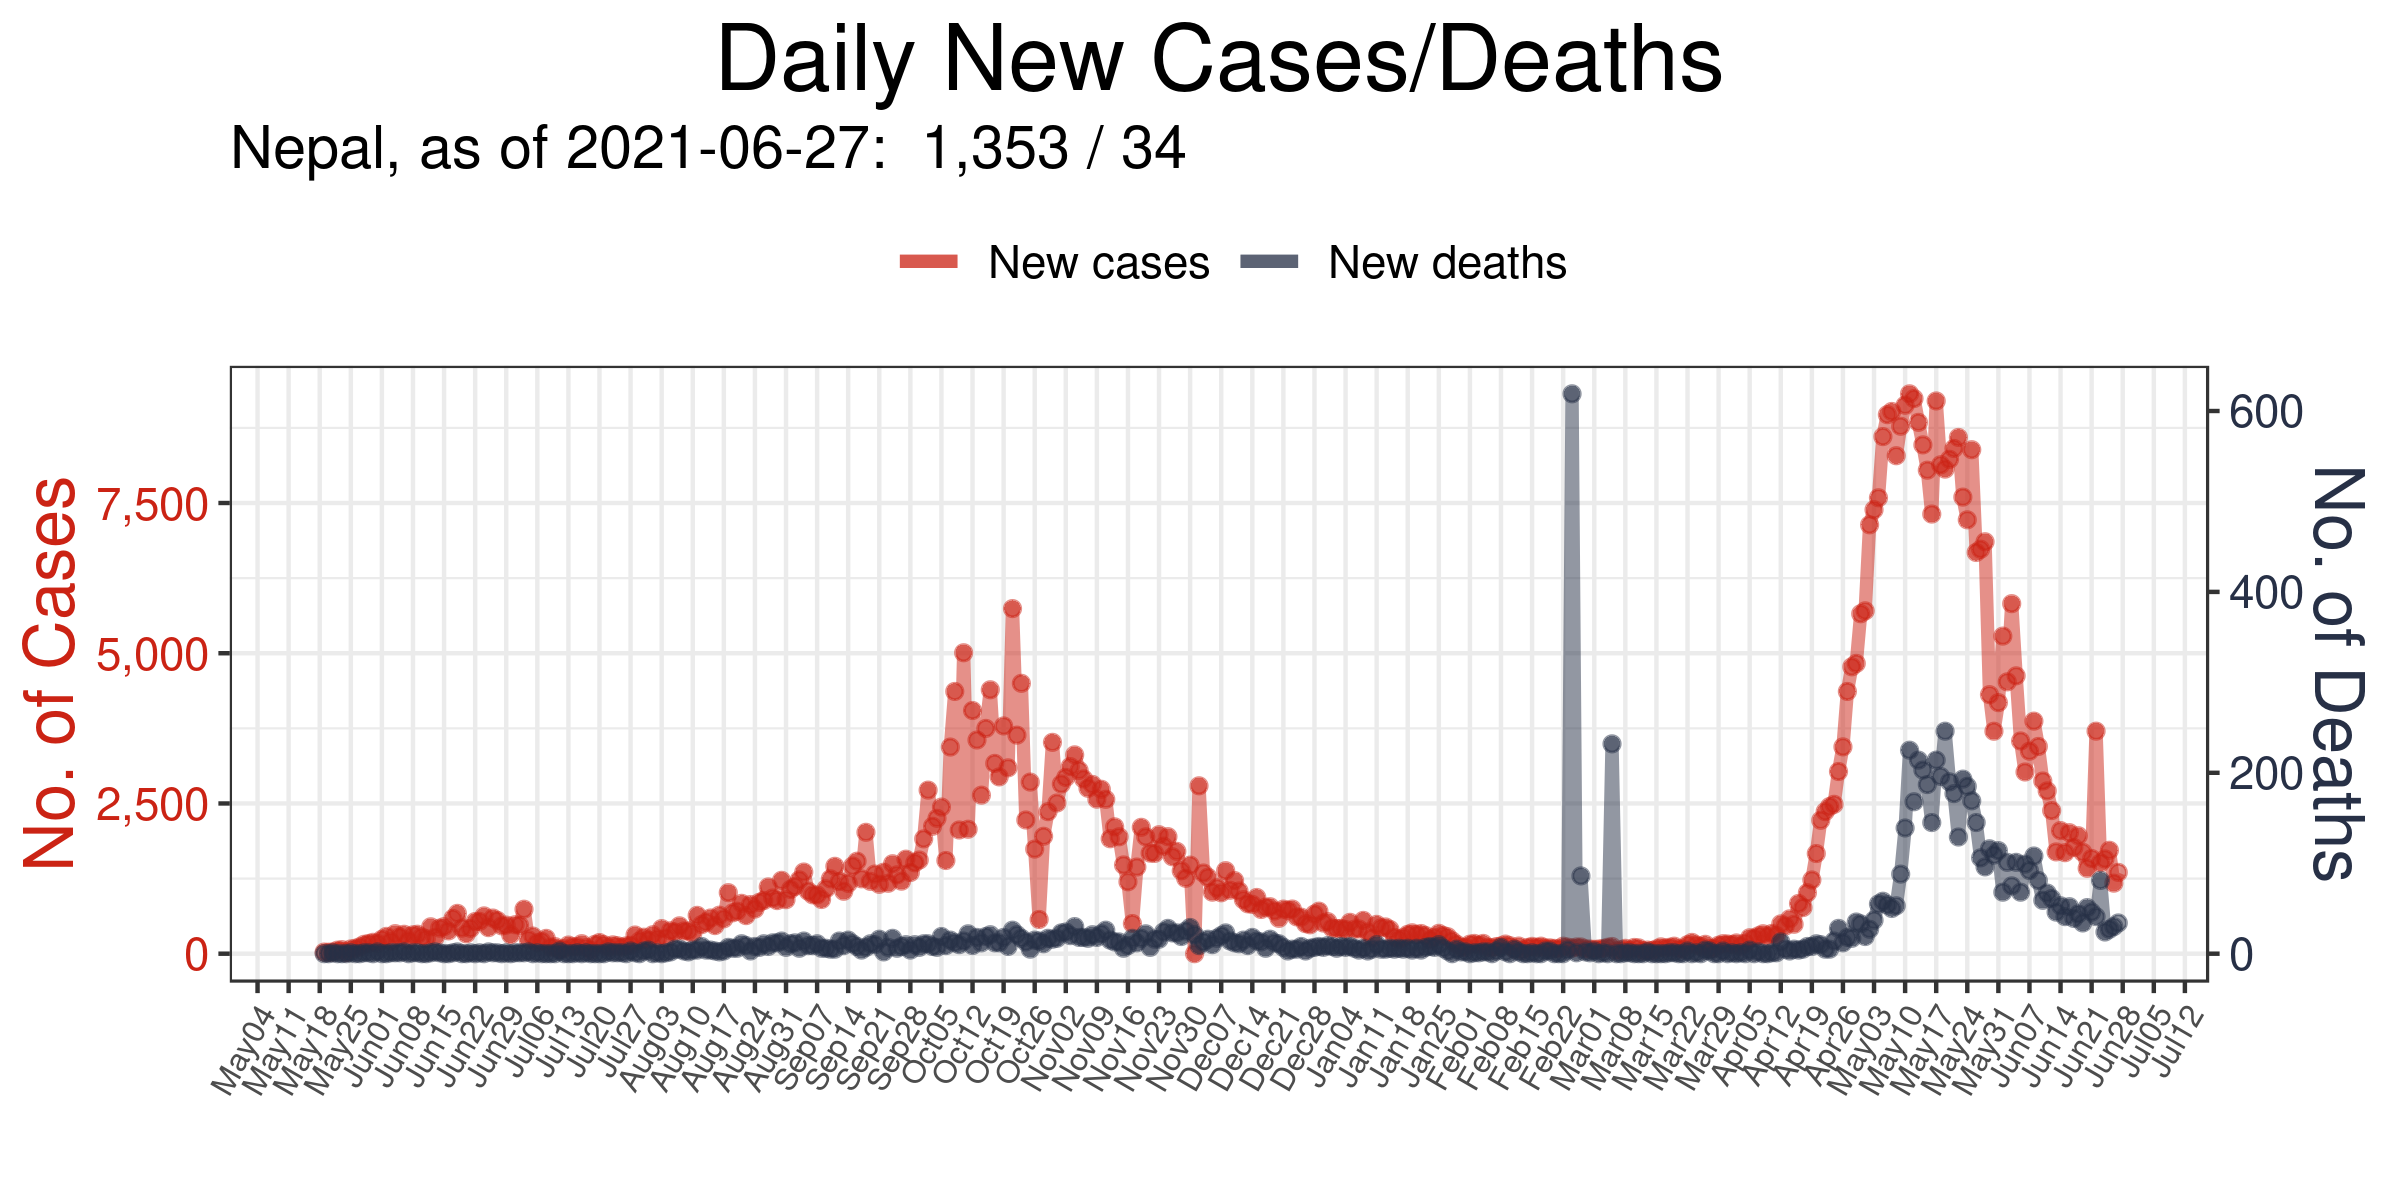 Daily New Cases/Deaths
Nepal, as of 2021-06-27:  1,353 / 34
New cases New deaths
No. of Cases
7,500
5,000
2,500
0
600
400
200
0
No. of Deaths
May04 May11 May18 May25 Jun01 Jun08 Jun15 Jun22 Jun29 Jul06 Jul13 Jul20 Jul27 Aug03 Aug10 Aug17 Aug24 Aug31 Sep07 Sep14 Sep21 Sep28 Oct05 Oct12 Oct19 Oct26 Nov02 Nov09 Nov16 Nov23 Nov30 Dec07 Dec14 Dec21 Dec28 Jan04 Jan11 Jan18 Jan25 Feb01 Feb08 Feb15 Feb22 Mar01 Mar08 Mar15 Mar22 Mar29 Apr05 Apr12 Apr19 Apr26 May03 May10 May17 May24 May31 Jun07 Jun14 Jun21 Jun28 Jul05 Jul12